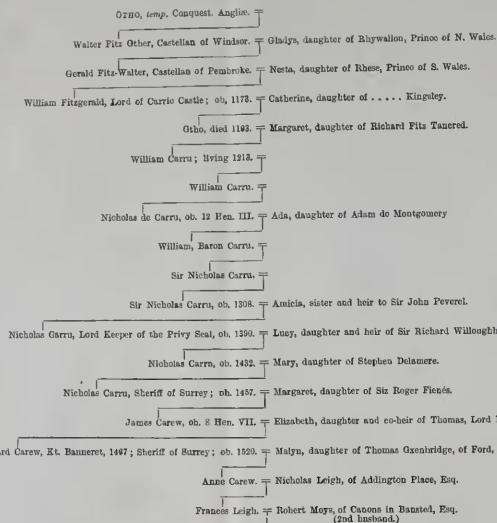 OTHO, temp. Conquest. Angliæ.
Walter Fitz Other, Castellan of Windsor. Gladys, daughter of Rhywallon, Prince of N. Wales.
Gerald Fitz-Walter, Castellan of Pembroke. Nesta, daughter of Rhese, Prince of S. Wales.
William Fitzgerald, Lord of Carrio Castle; ob, 1173. Catherine, daughter of . . . . . Kingsley.
Otho, died 1193. Margaret, daughter of Richard Fitz Tancred.
William Carru; living 1213.
William Carru.
Nicholas de Carru, ob. 12 Hen. III. Ada, daughter of Adam de Montgomery
William, Baron Carru.
Sir Nicholas Carru.
Sir Nicholas Carru, ob. 1308. Amicia, sister and heir to Sir John Peverel.
Nicholas Carru, Lord Keeper of the Privy Seal, ob. 1390. Lucy, daughter and heir of Sir Richard Willoughb
Nicholas Carru, ob. 1432. Mary, daughter of Stephen Delamere.
Nicholas Carru, Sheriff of Surrey; ob. 1457. Margaret, daughter of Sir Roger Fienés.
James Carew, ob. 8 Hen. VII. Elizabeth, daughter and co-heir of Thomas, Lord
rd Carew, Kt. Banneret, 1497; Sheriff of Surrey; ob. 1520. Malyn, daughter of Thomas Oxenbridge, of Ford,
Anne Carew. Nicholas Leigh, of Addington Place, Esq.
Frances Leigh. Robert Moys, of Canons in Bansted, Esq.
(2nd husband.)